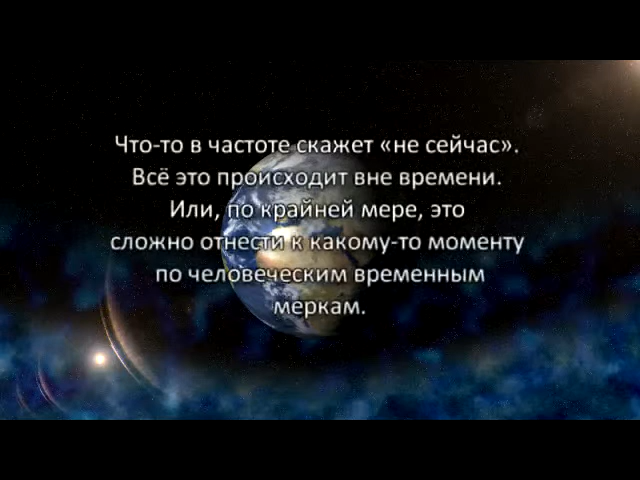 Что-то в частоте скажет «не сейчас».
Всё это происходит вне времени.
Или, по крайней мере, это
сложно отнести к какому-то моменту
по человеческим временным
меркам.